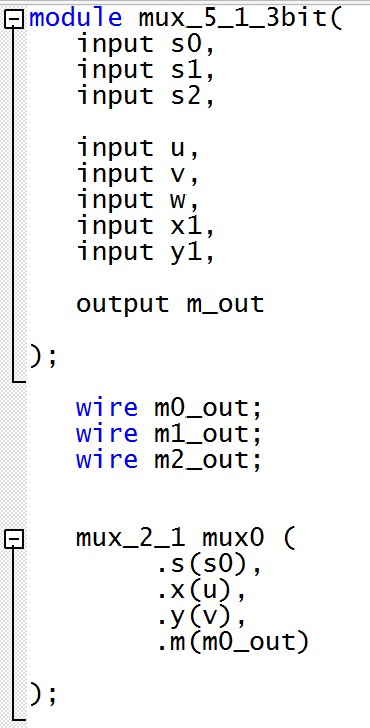 module mux_5_1_3bit(
input s0,
input s1,
input s2,
input u,
input v,
input w,
input x1,
input y1,
output m_out
);
wire m0_out;
wire m1_out;
wire m2_out;
mux_2_1 mux0 (
.s(s0),
.x(u),
.y(v),
.m(m0_out)
);